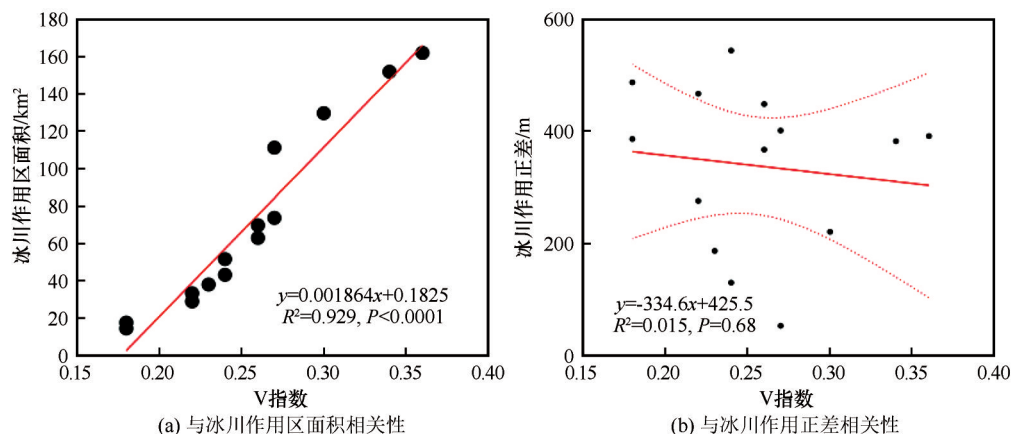 180
160
140
120
100
80
60
40
20
0
冰川作用区面积/km²
y=0.001864x+0.1825
R²=0.929, P<0.0001
0.15
0.20
0.25
0.30
0.35
0.40
V指数
(a) 与冰川作用区面积相关性
600
400
200
0
冰川作用正差/m
y=-334.6x+425.5
R²=0.015, P=0.68
0.15
0.20
0.25
0.30
0.35
0.40
V指数
(b) 与冰川作用正差相关性